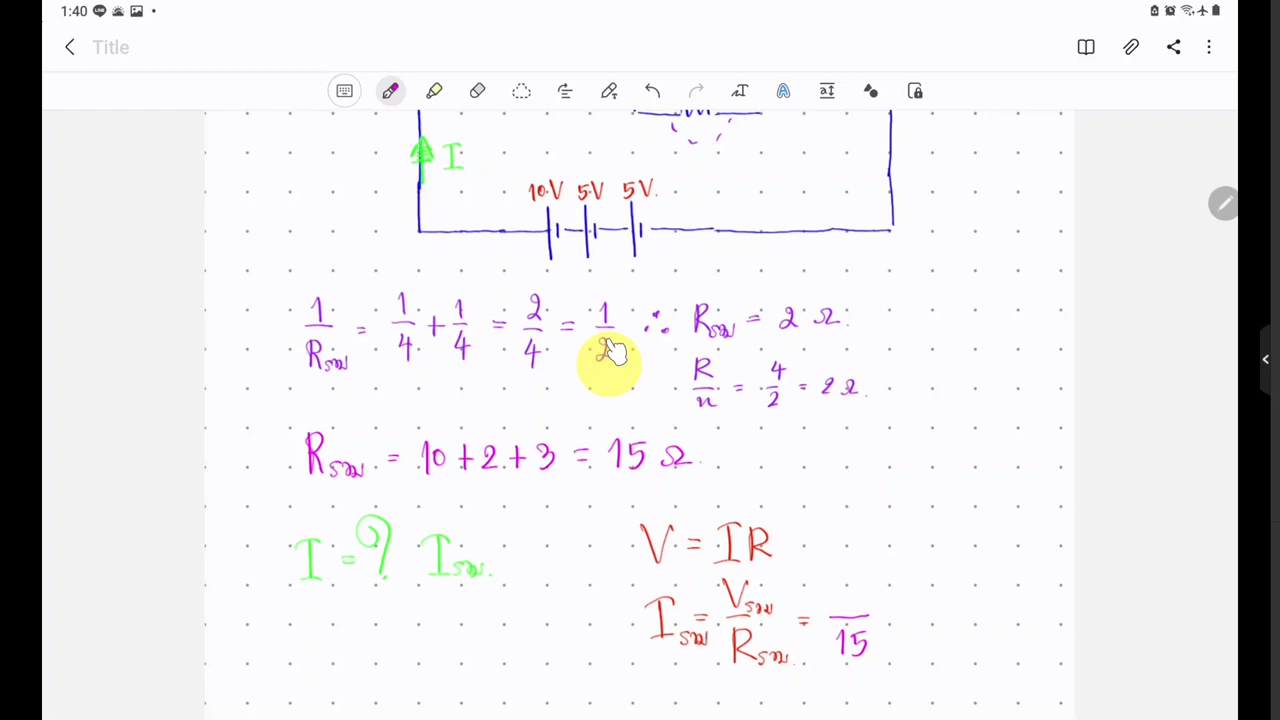 1:40
Title
I
10V 5V 5V.
1/Rรวม = 1/4 + 1/4 = 2/4 = 1/2 ∴ Rรวม = 2 Ω.
R/n = 4/2 = 2 Ω.
Rรวม = 10 + 2 + 3 = 15 Ω.
I = ? Iรวม.
V = IR
Iรวม = Vรวม/Rรวม. = /15